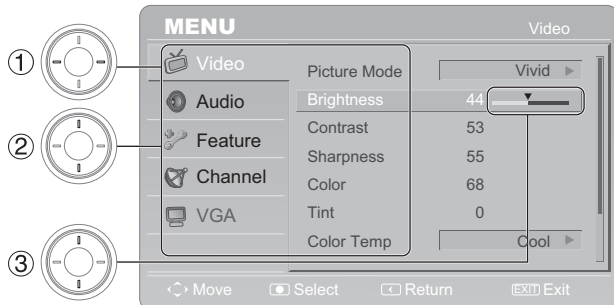 MENU Video
① Video Picture Mode Vivid
Brightness 44
② Audio Contrast 53
Feature Sharpness 55
Channel Color 68
VGA Tint 0
③ Color Temp Cool
Move Select Return EXIT Exit